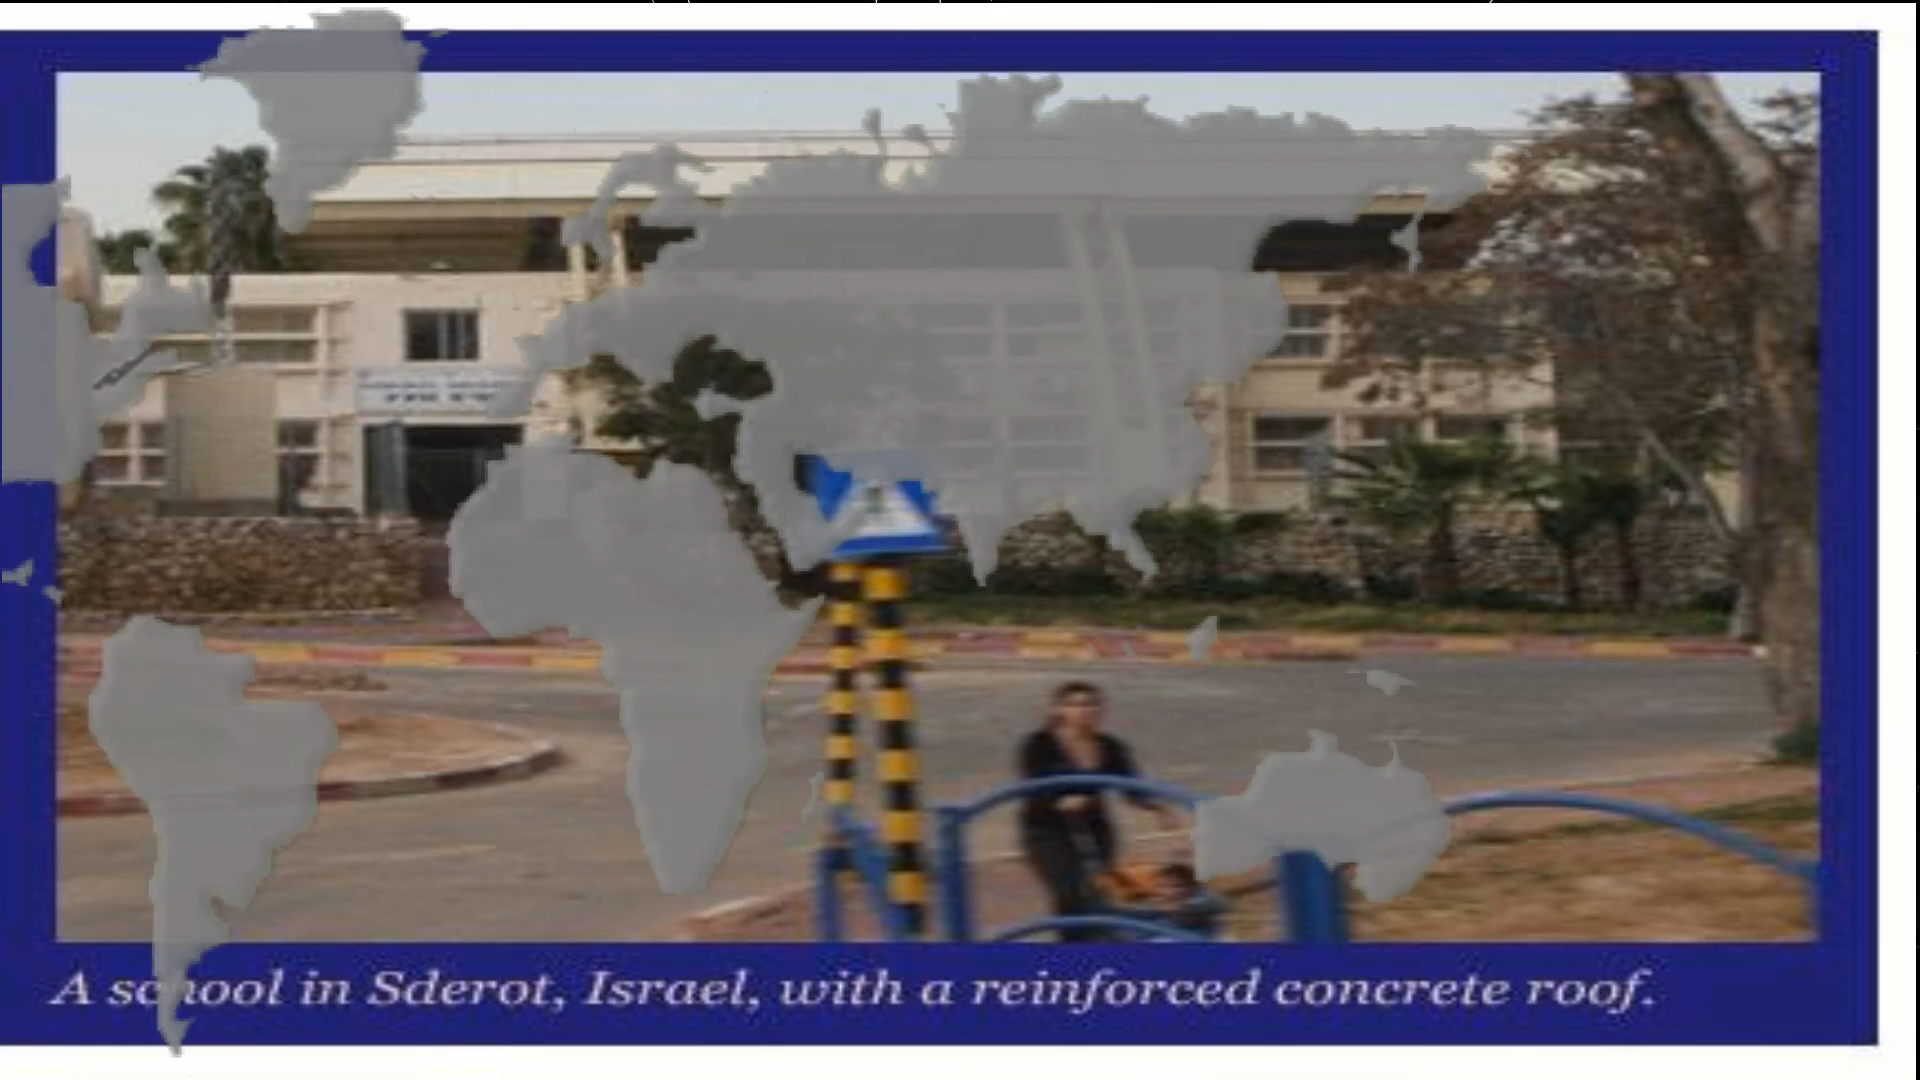 A school in Sderot, Israel, with a reinforced concrete roof.